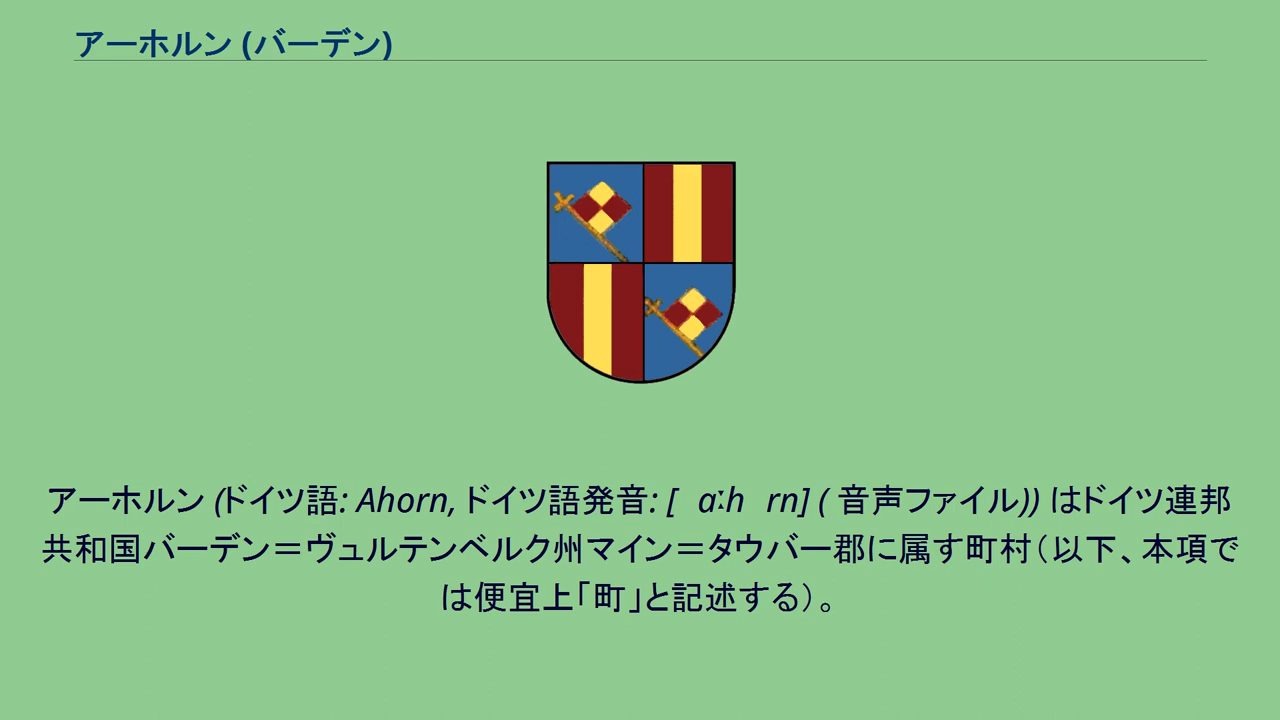 アーホルン (バーデン)
アーホルン (ドイツ語: Ahorn, ドイツ語発音: [ aːh rn] ( 音声ファイル)) はドイツ連邦
共和国バーデン＝ヴュルテンベルク州マイン＝タウバー郡に属す町村（以下、本項で
は便宜上「町」と記述する）。